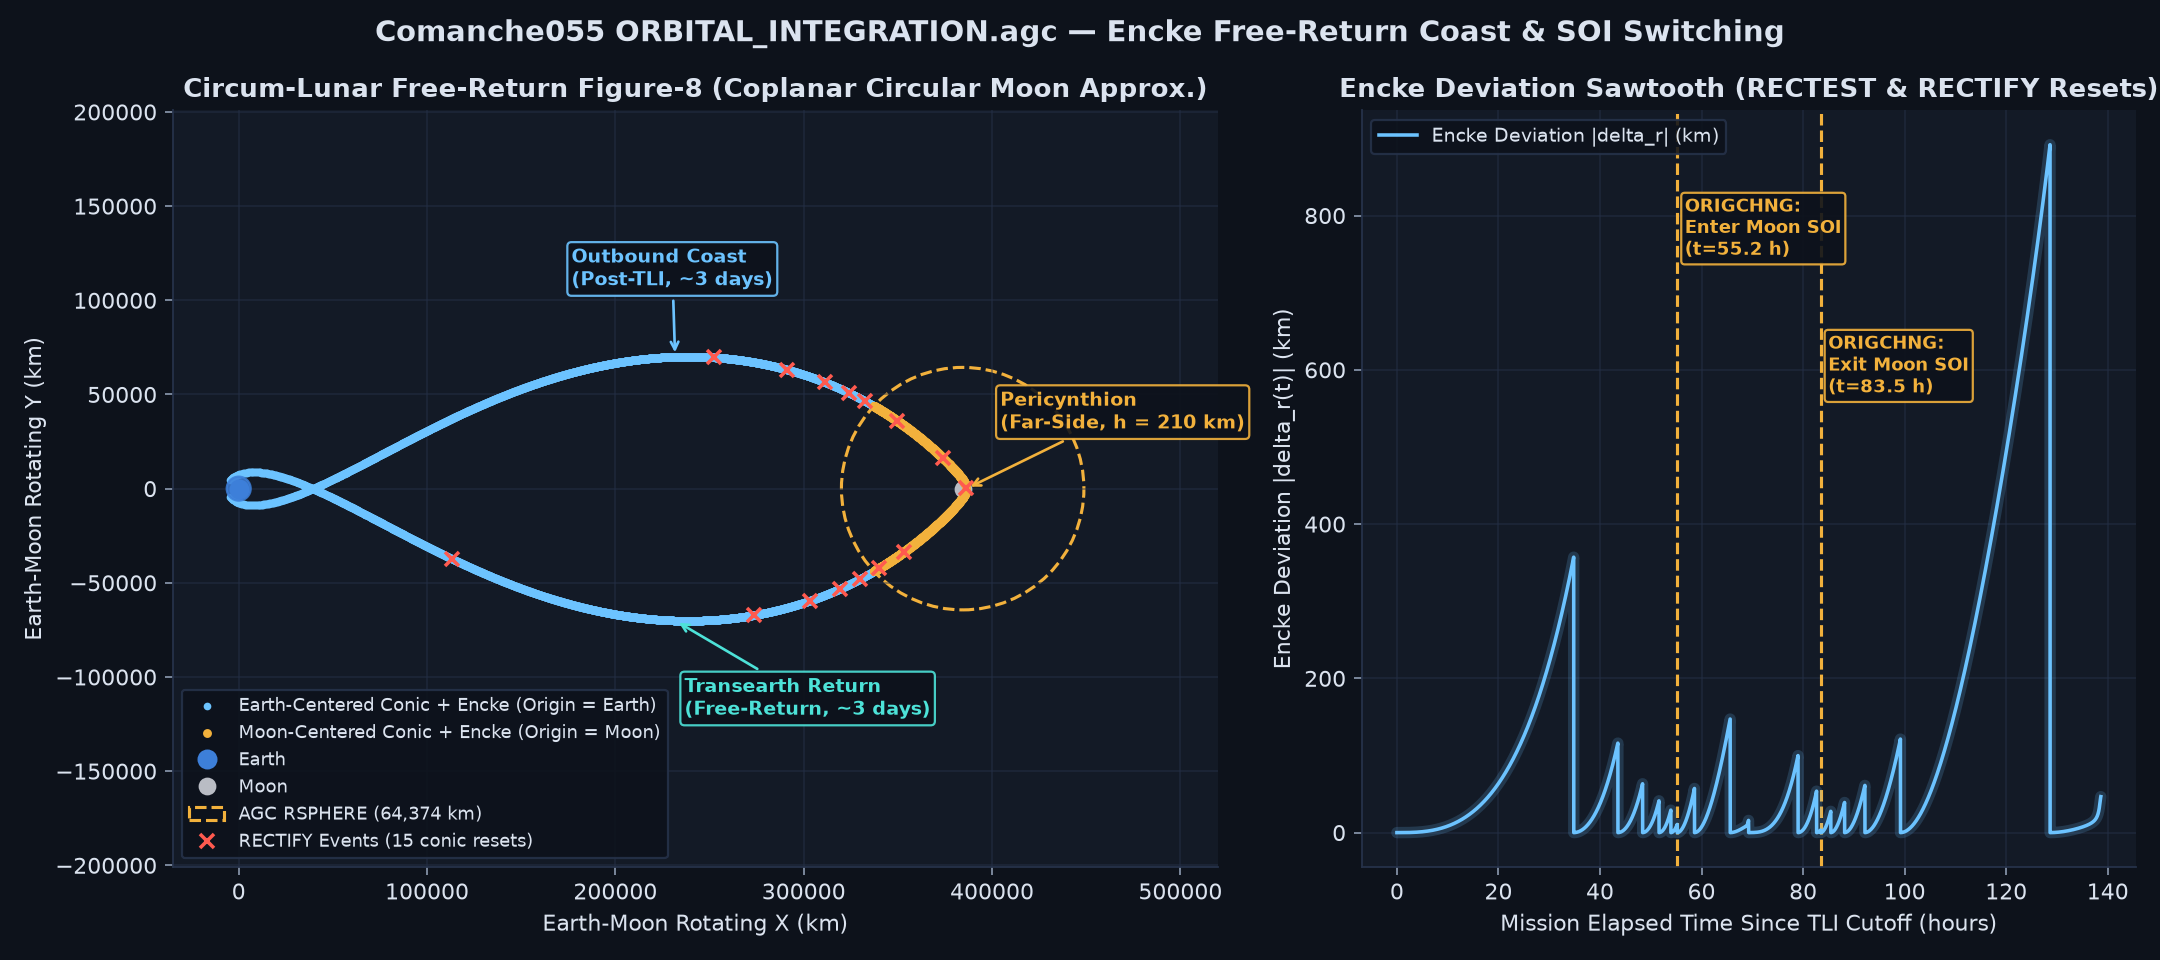 Comanche055 ORBITAL_INTEGRATION.agc — Encke Free-Return Coast & SOI Switching
Circum-Lunar Free-Return Figure-8 (Coplanar Circular Moon Approx.)
200000
150000
100000
50000
0
−50000
−100000
−150000
−200000
Earth-Moon Rotating Y (km)
Outbound Coast
(Post-TLI, ~3 days)
Pericynthion
(Far-Side, h = 210 km)
Transearth Return
(Free-Return, ~3 days)
Earth-Centered Conic + Encke (Origin = Earth)
Moon-Centered Conic + Encke (Origin = Moon)
Earth
Moon
AGC RSPHERE (64,374 km)
RECTIFY Events (15 conic resets)
0
100000
200000
300000
400000
500000
Earth-Moon Rotating X (km)
Encke Deviation Sawtooth (RECTEST & RECTIFY Resets)
Encke Deviation |delta_r| (km)
ORIGCHNG:
Enter Moon SOI
(t=55.2 h)
ORIGCHNG:
Exit Moon SOI
(t=83.5 h)
800
600
400
200
0
Encke Deviation |delta_r(t)| (km)
0
20
40
60
80
100
120
140
Mission Elapsed Time Since TLI Cutoff (hours)